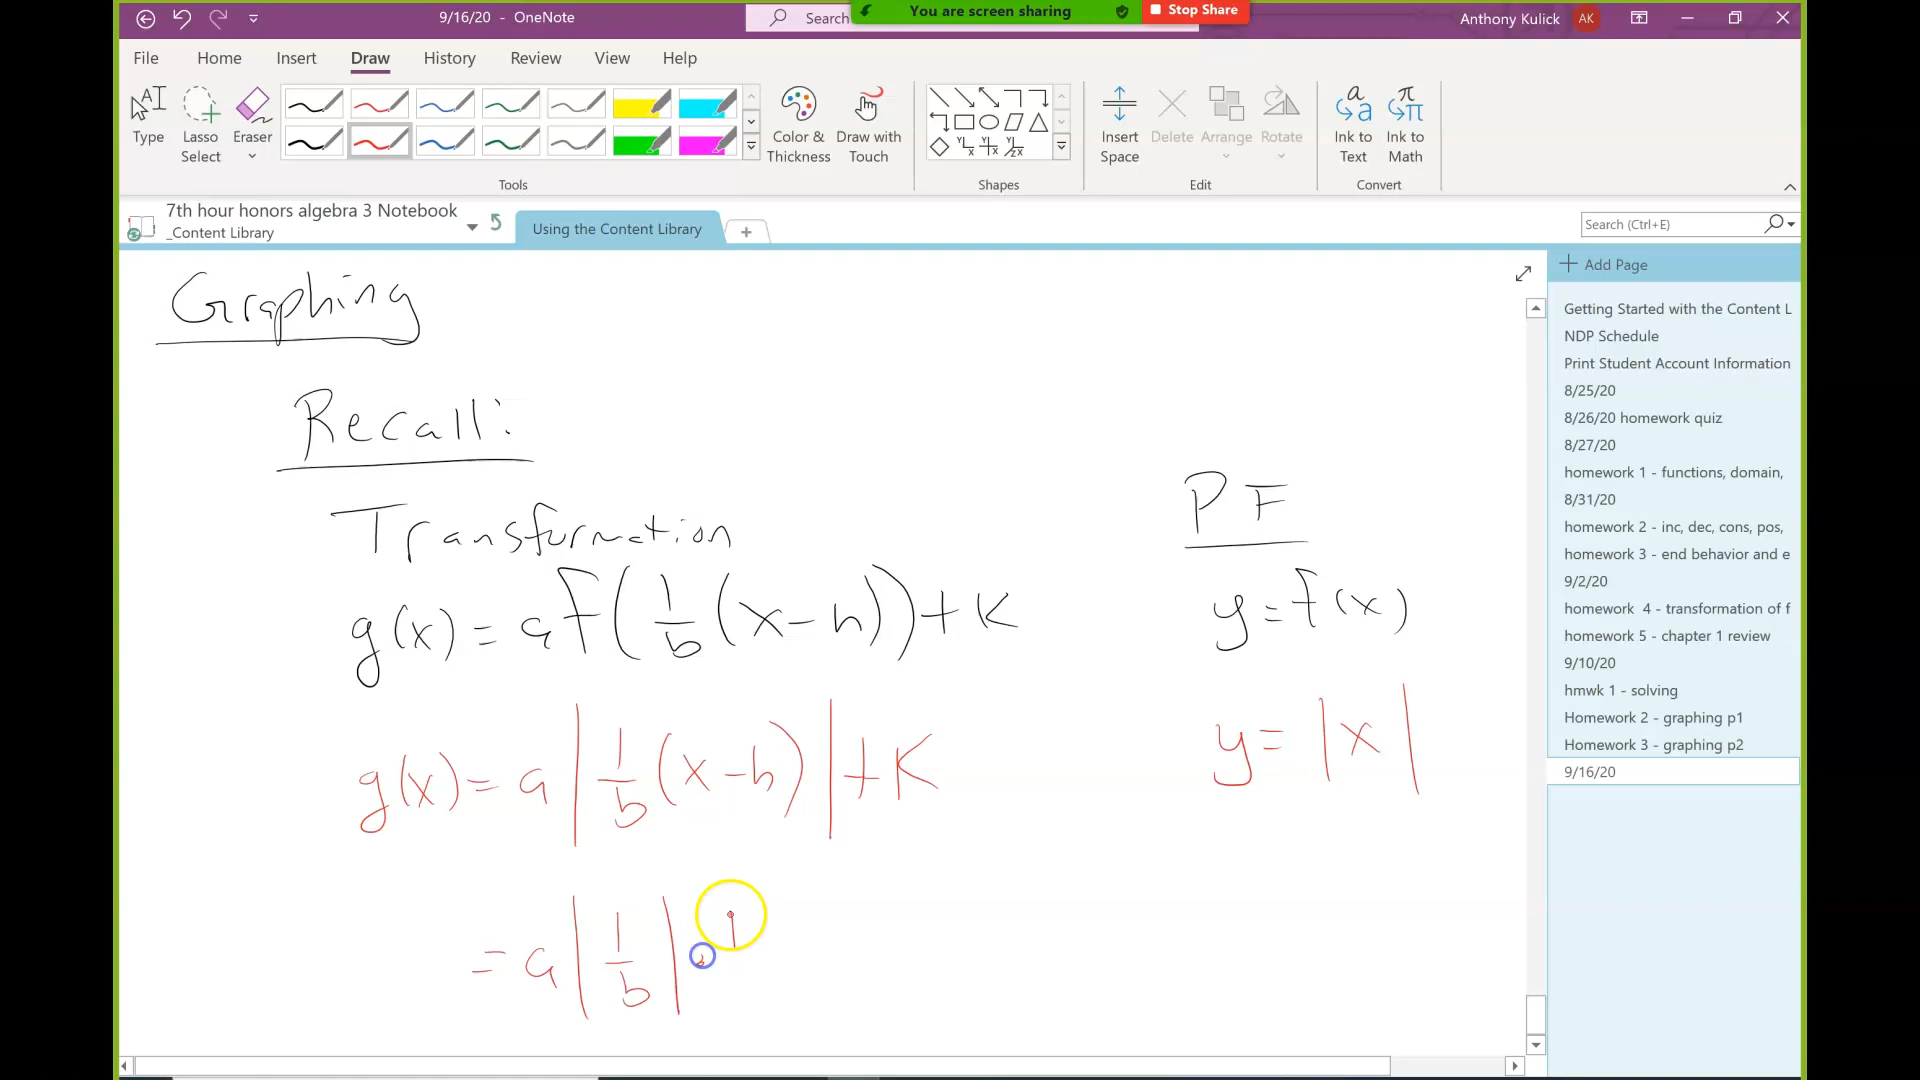 9/16/20 - OneNote
Search
You are screen sharing
Stop Share
Anthony Kulick
AK
File Home Insert Draw History Review View Help
Type
Lasso Select
Eraser
Color & Thickness
Draw with Touch
Insert Space
Delete
Arrange
Rotate
Ink to Text
Ink to Math
Tools
Shapes
Edit
Convert
7th hour honors algebra 3 Notebook
_Content Library
Using the Content Library
Search (Ctrl+E)
Add Page
Getting Started with the Content L
NDP Schedule
Print Student Account Information
8/25/20
8/26/20 homework quiz
8/27/20
homework 1 - functions, domain,
8/31/20
homework 2 - inc, dec, cons, pos,
homework 3 - end behavior and e
9/2/20
homework 4 - transformation of f
homework 5 - chapter 1 review
9/10/20
hmwk 1 - solving
Homework 2 - graphing p1
Homework 3 - graphing p2
9/16/20
Graphing
Recall:
Transformation
g(x) = af(1/b(x-h))+K
g(x) = a|1/b(x-h)|+K
= a|1/b|·|
PF
y=f(x)
y=|x|